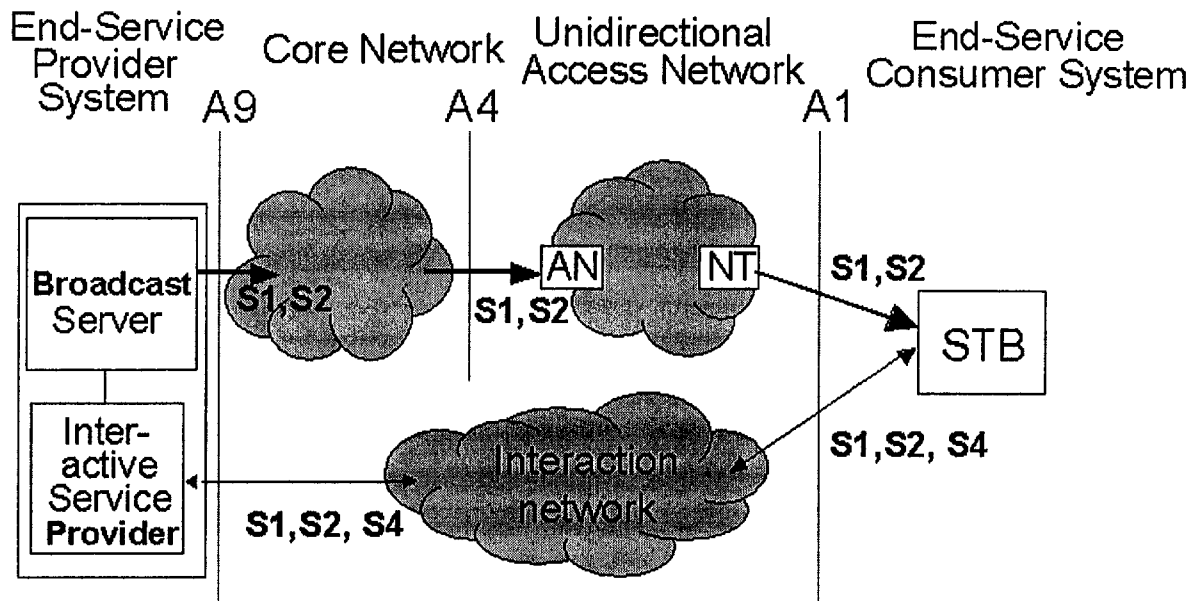 End-Service
Provider
System
Core Network
Unidirectional
Access Network
End-Service
Consumer System
A9
A4
A1
Broadcast
Server
S1,S2
S1,S2
AN
NT
S1,S2
STB
Inter-
active
Service
Provider
S1,S2, S4
Interaction
network
S1,S2, S4